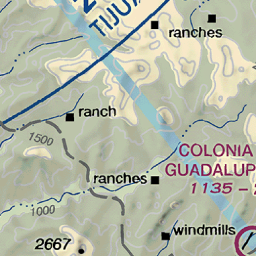 TIJUA
ranches
ranch
1500
COLONIA
GUADALUP
ranches
1135 -
1000
windmills
2667